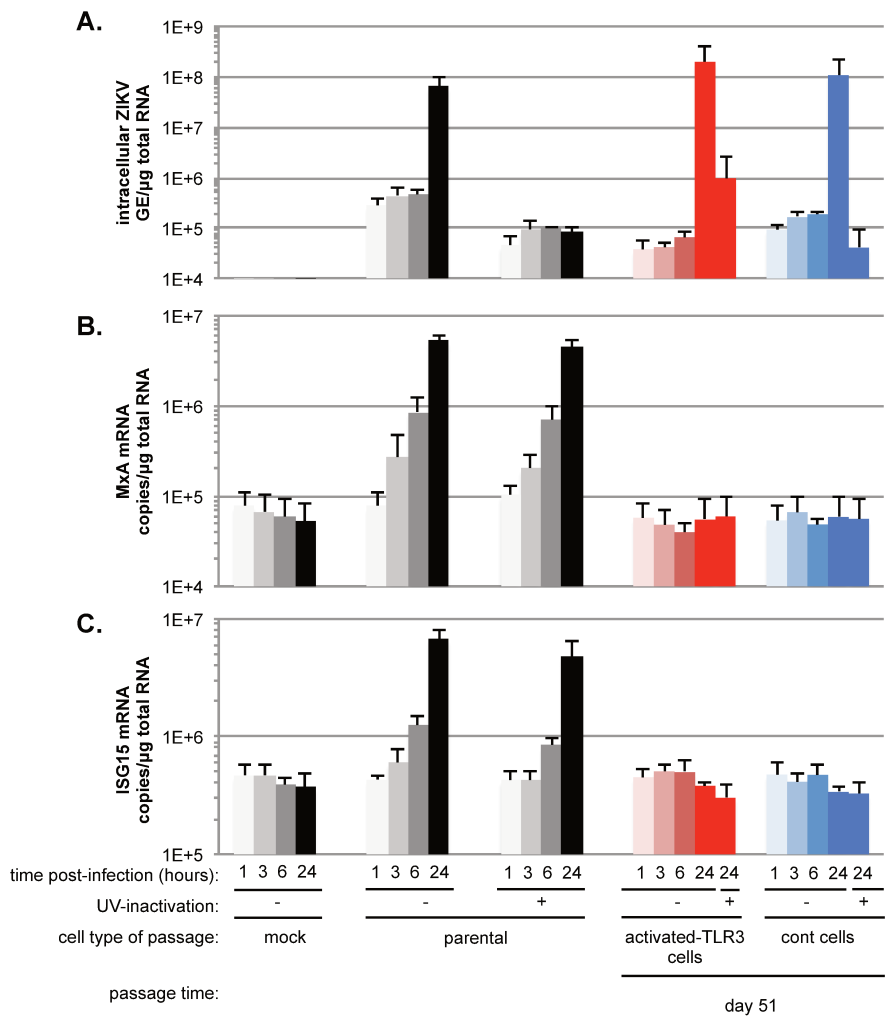 A.
intracellular ZIKV
GE/µg total RNA
1E+9
1E+8
1E+7
1E+6
1E+5
1E+4
B.
MxA mRNA
copies/µg total RNA
1E+7
1E+6
1E+5
1E+4
C.
ISG15 mRNA
copies/µg total RNA
1E+7
1E+6
1E+5
time post-infection (hours): 1 3 6 24 1 3 6 24 1 3 6 24 1 3 6 24 24 1 3 6 24 24
UV-inactivation: - - + - + - +
cell type of passage: mock parental activated-TLR3 cont cells
cells
passage time: day 51